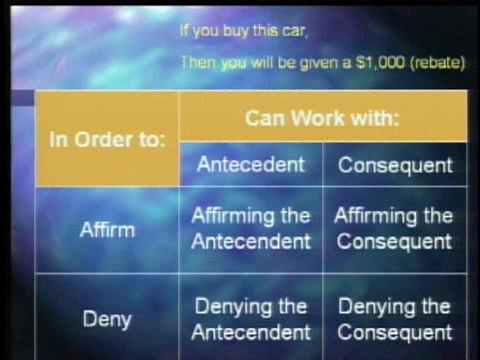 If you buy this car,
Then you will be given a $1,000 (rebate)
In Order to:
Can Work with:
Antecedent
Consequent
Affirm
Affirming the
Antecendent
Affirming the
Consequent
Deny
Denying the
Antecendent
Denying the
Consequent